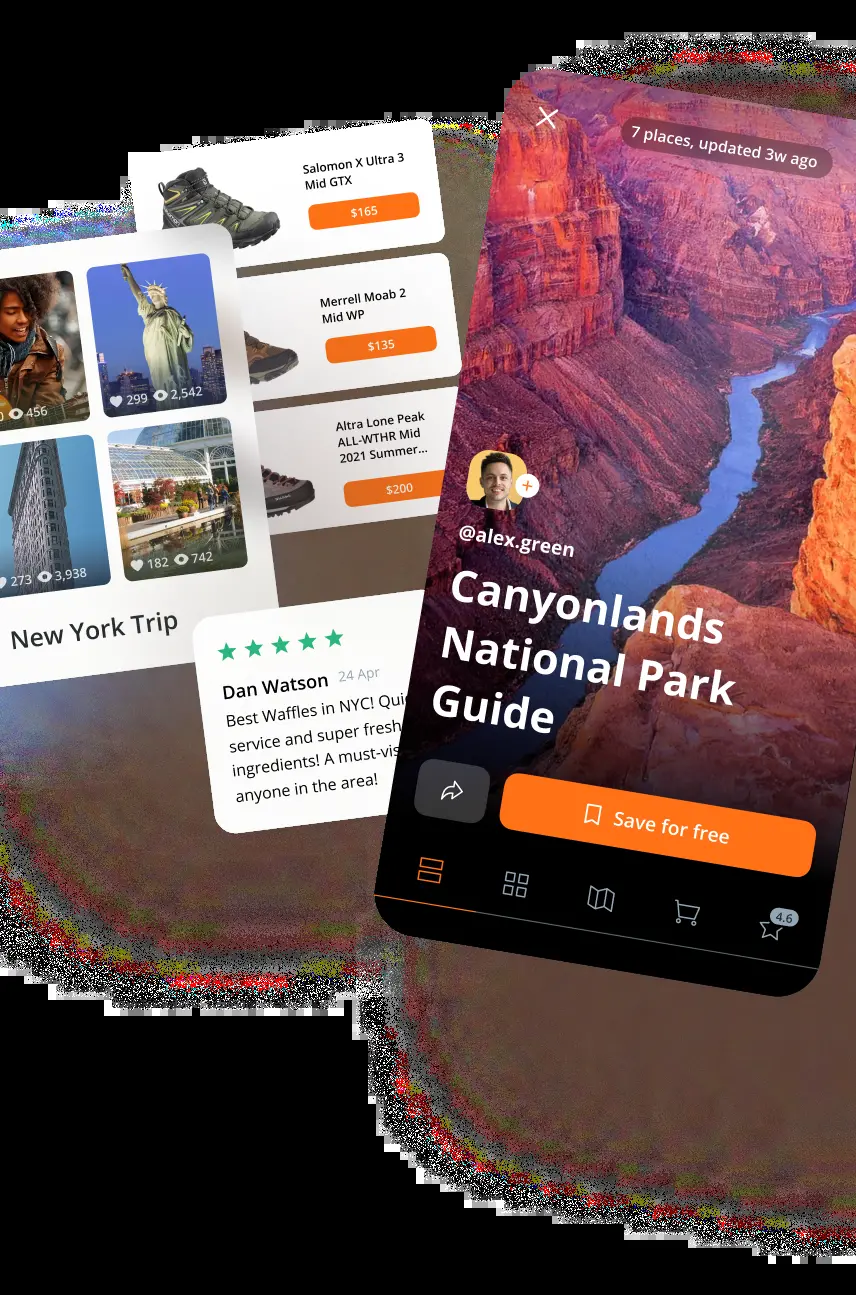 7 places, updated 3w ago
Salomon X Ultra 3
Mid GTX
$165
Merrell Moab 2
Mid WP
$135
Altra Lone Peak
ALL-WTHR Mid
2021 Summer...
$200
299 2,542
456
273 3,938
182 742
New York Trip
Dan Watson 24 Apr
Best Waffles in NYC!
service and super fresh
ingredients! A
anyone in the area!
@alex.green
Canyonlands
National Park
Guide
Save for free
4.6